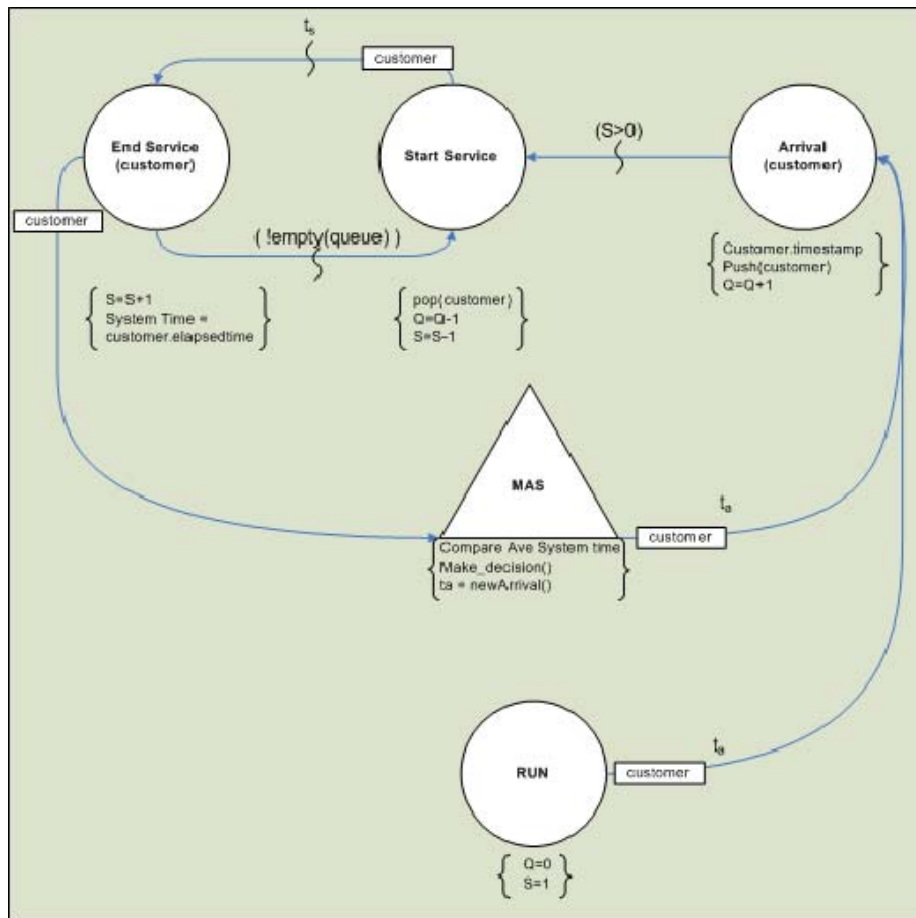 tₛ
customer
End Service
(customer)
Start Service
(S>0)
Arrival
(customer)
customer
( !empty(queue) )
S=S+1
System Time =
customer.elapsedtime
pop(customer)
Q=Q-1
S=S-1
Customer.timestamp
Push(customer)
Q=Q+1
MAS
tₐ
customer
Compare Ave System time
Make_decision()
ta = newArrival()
tₐ
RUN
customer
Q=0
S=1